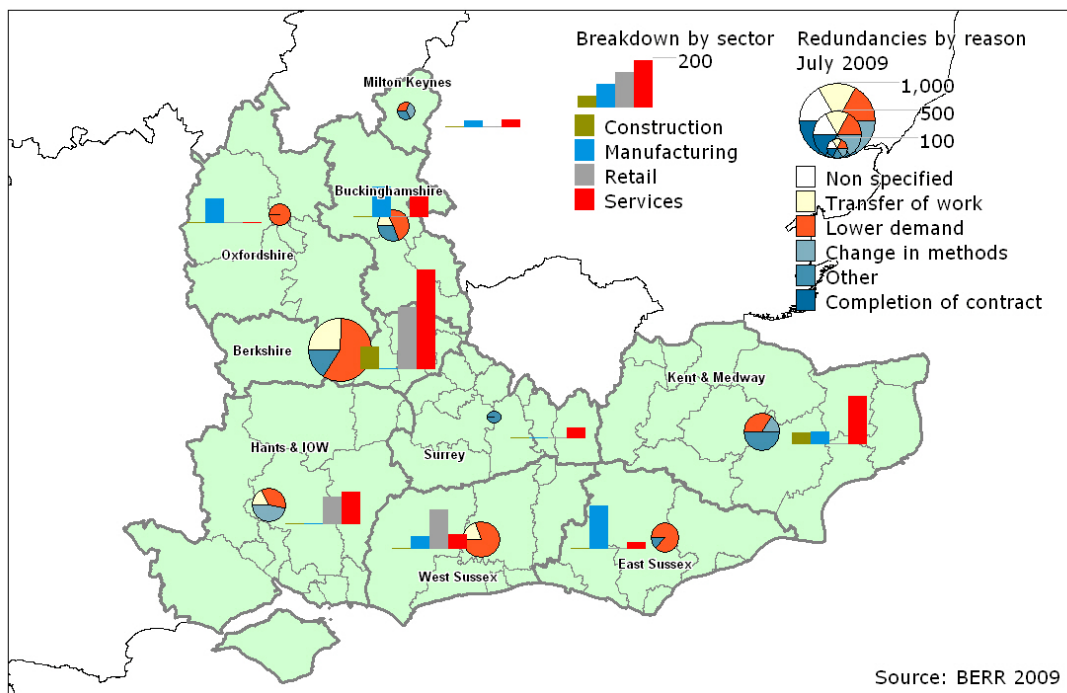 Breakdown by sector
200
Construction
Manufacturing
Retail
Services
Redundancies by reason
July 2009
1,000
500
100
Non specified
Transfer of work
Lower demand
Change in methods
Other
Completion of contract
Milton Keynes
Buckinghamshire
Oxfordshire
Berkshire
Kent & Medway
Hants & IOW
Surrey
West Sussex
East Sussex
Source: BERR 2009